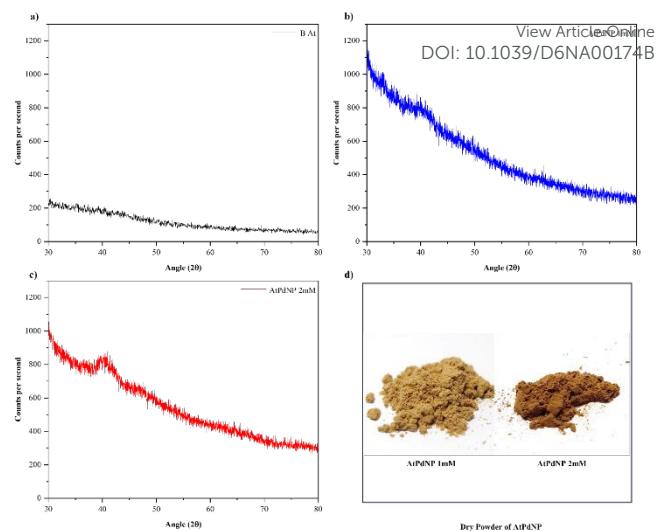 a)
B At
Counts per second
1200
1000
800
600
400
200
0
30
40
50
60
70
80
Angle (2θ)
b)
View Article Online
DOI: 10.1039/D6NA00174B
Counts per second
1200
1000
800
600
400
200
0
30
40
50
60
70
80
Angle (2θ)
c)
AtPdNP 2mM
Counts per second
1200
1000
800
600
400
200
0
30
40
50
60
70
80
Angle (2θ)
d)
AtPdNP 1mM
AtPdNP 2mM
Dry Powder of AtPdNP